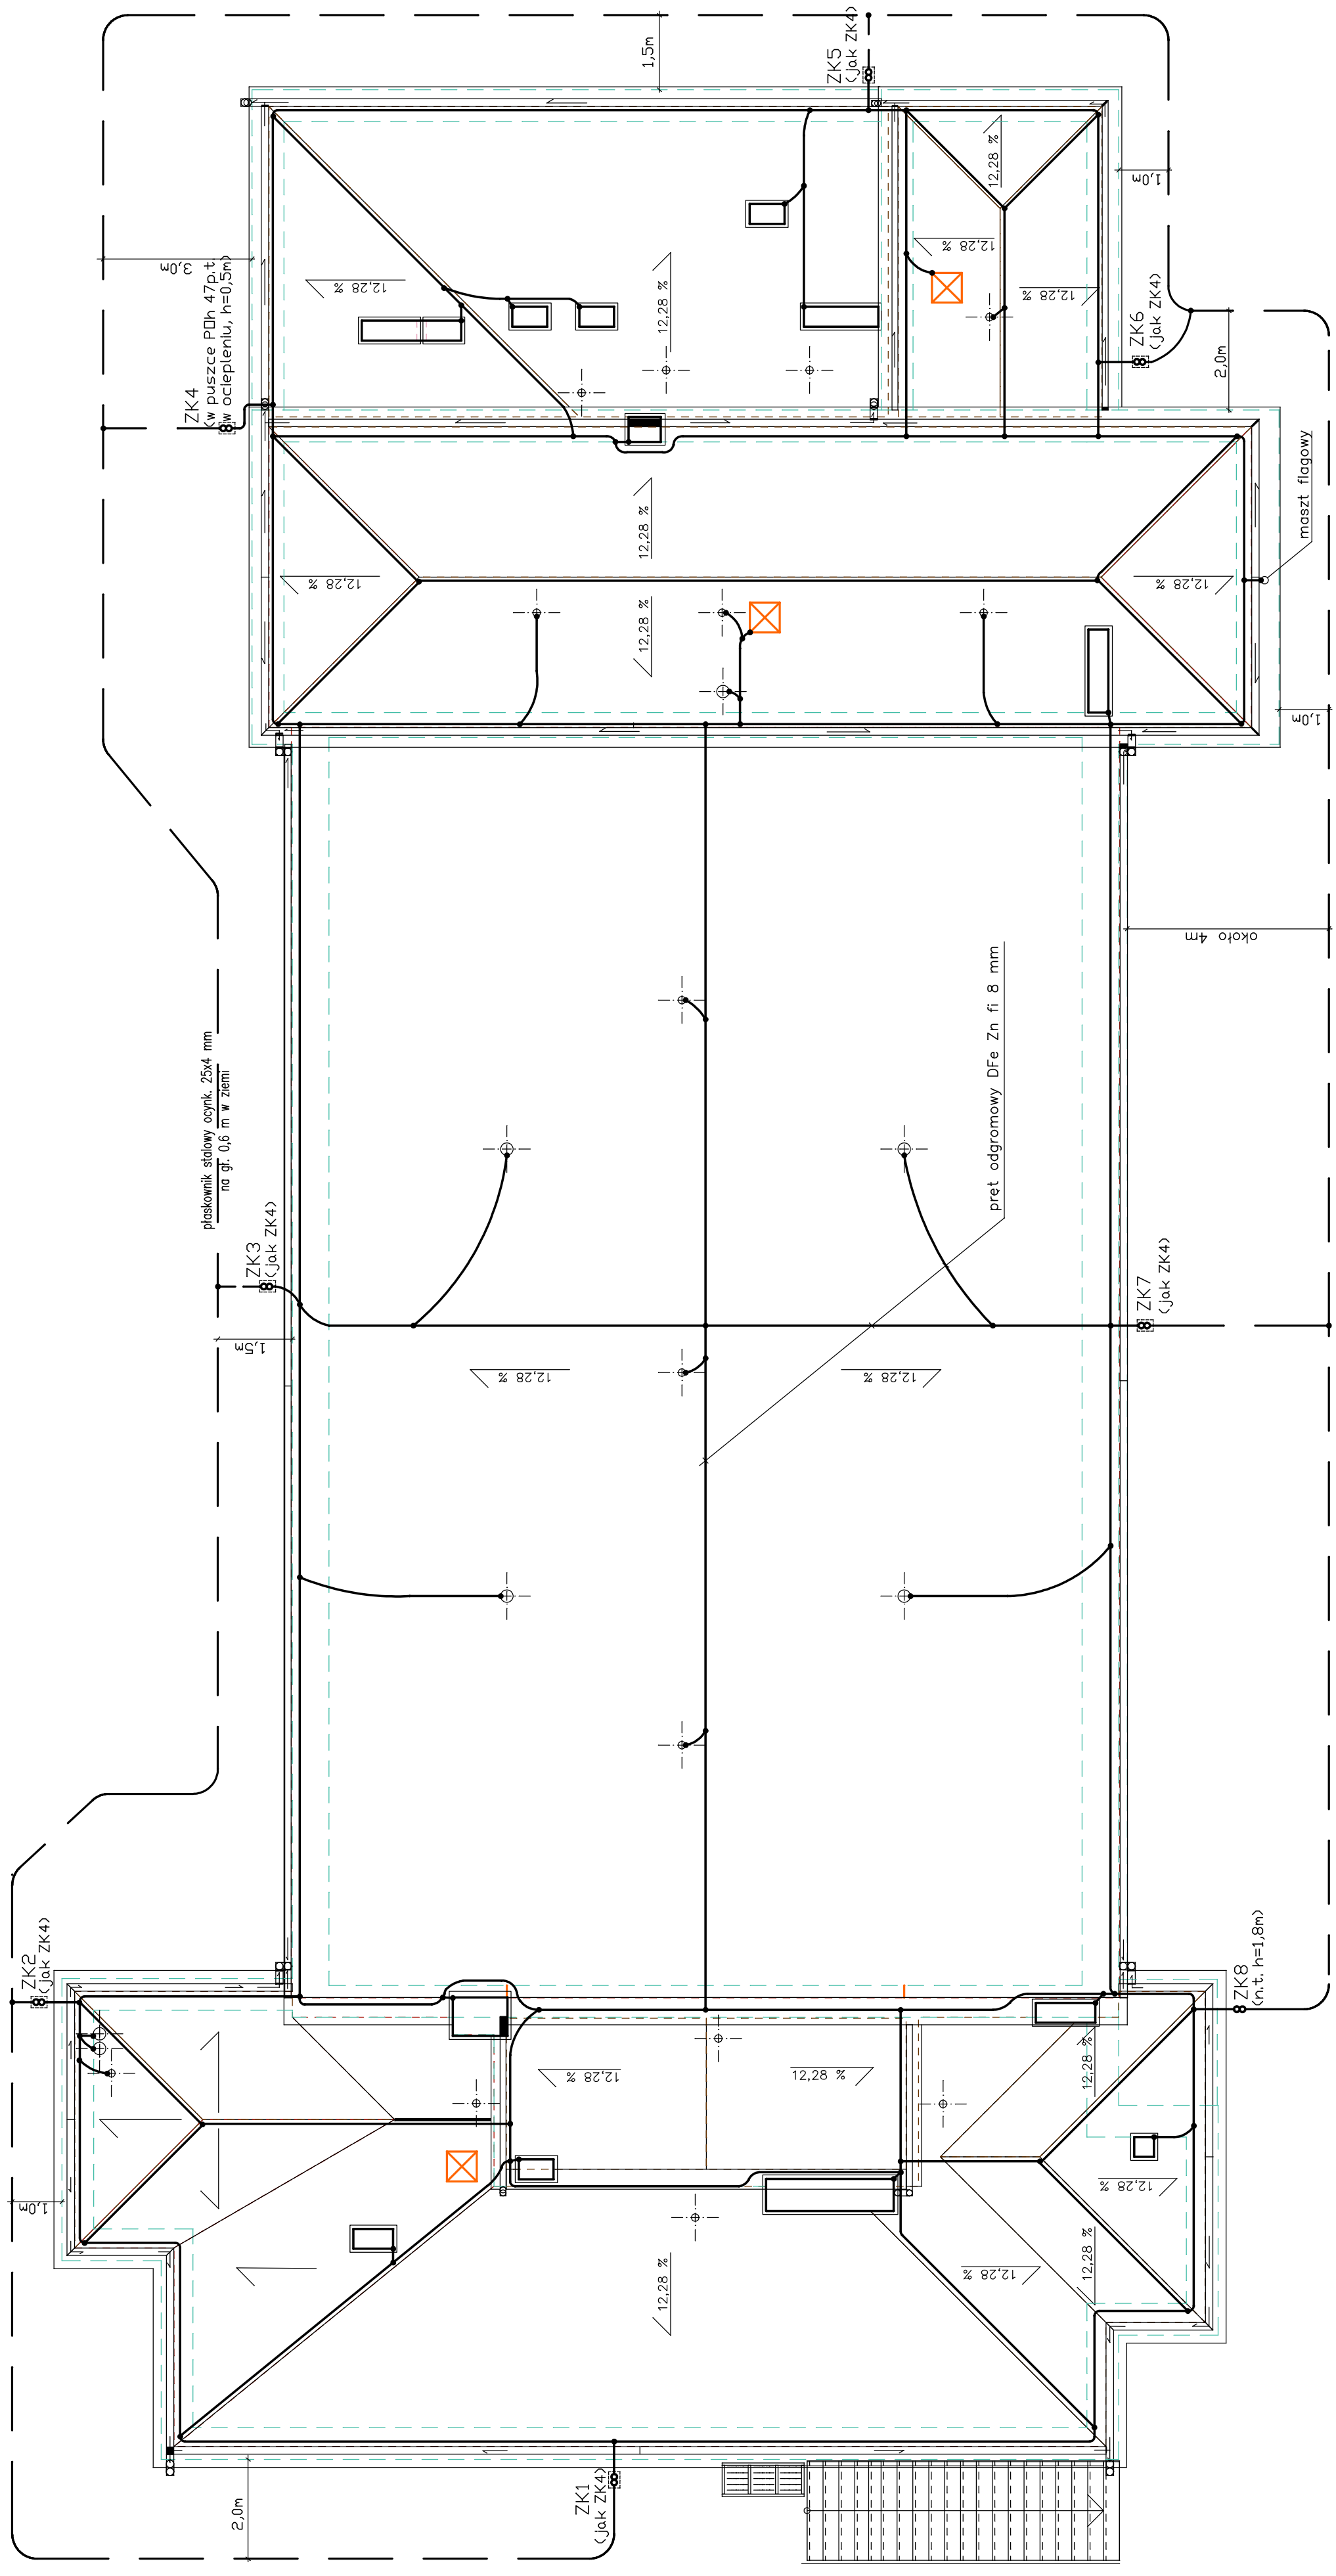 1,5m
ZK5
(jak ZK4)
3,0m
12,28 %
12,28 %
12,28 %
12,28 %
12,28 %
1,0m
ZK4
(w puszce P h 47p.t.
w ociepleniu, h=0,5m)
ZK6
(jak ZK4)
2,0m
maszt flagowy
12,28 %
12,28 %
12,28 %
12,28 %
1,0m
około 4m
płaskownik stalowy ocynk. 25x4 mm
na gł. 0,6 m w ziemi
pręt odgromowy DFe Zn fi 8 mm
ZK3
(jak ZK4)
1,5m
ZK7
(jak ZK4)
12,28 %
12,28 %
ZK2
(jak ZK4)
ZK8
(n.t. h=1,8m)
12,28 %
12,28 %
12,28 %
12,28 %
1,0m
12,28 %
12,28 %
12,28 %
2,0m
ZK1
(jak ZK4)